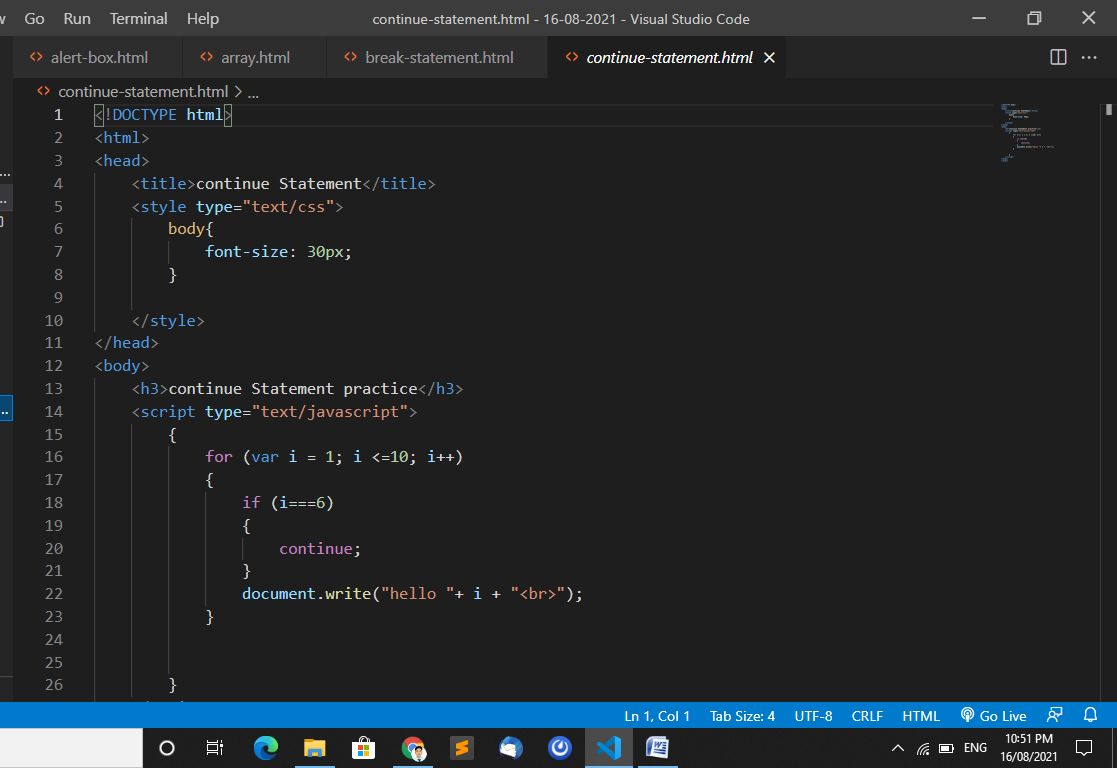 Go Run Terminal Help continue-statement.html - 16-08-2021 - Visual Studio Code
alert-box.html array.html break-statement.html continue-statement.html
continue-statement.html > ...
1 <!DOCTYPE html>
2 <html>
3 <head>
4 <title>continue Statement</title>
5 <style type="text/css">
6 body{
7 font-size: 30px;
8 }
9
10 </style>
11 </head>
12 <body>
13 <h3>continue Statement practice</h3>
14 <script type="text/javascript">
15 {
16 for (var i = 1; i <=10; i++)
17 {
18 if (i===6)
19 {
20 continue;
21 }
22 document.write("hello "+ i + "<br>");
23 }
24
25
26 }
Ln 1, Col 1 Tab Size: 4 UTF-8 CRLF HTML Go Live
ENG 10:51 PM
16/08/2021